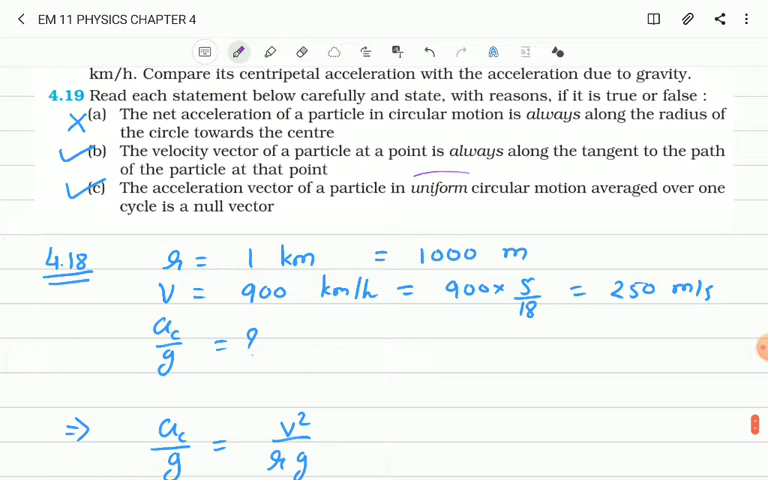 EM 11 PHYSICS CHAPTER 4
km/h. Compare its centripetal acceleration with the acceleration due to gravity.
4.19 Read each statement below carefully and state, with reasons, if it is true or false :
(a) The net acceleration of a particle in circular motion is always along the radius of
the circle towards the centre
(b) The velocity vector of a particle at a point is always along the tangent to the path
of the particle at that point
(c) The acceleration vector of a particle in uniform circular motion averaged over one
cycle is a null vector
4.18 r = 1 km = 1000 m
v = 900 km/h = 900 × 5/18 = 250 m/s
a_c/g = ?
⇒ a_c/g = v²/rg